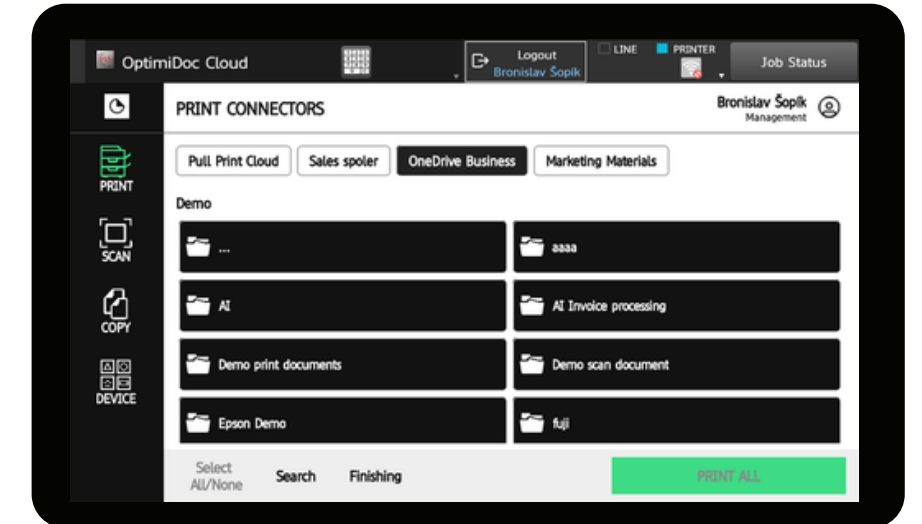 OptimiDoc Cloud
Logout
Bronislav Šopík
LINE
PRINTER
Job Status
PRINT CONNECTORS
Bronislav Šopík
Management
Pull Print Cloud
Sales spoler
OneDrive Business
Marketing Materials
PRINT
Demo
...
aaaa
SCAN
AI
AI Invoice processing
COPY
Demo print documents
Demo scan document
DEVICE
Epson Demo
fuji
Select
All/None
Search
Finishing
PRINT ALL